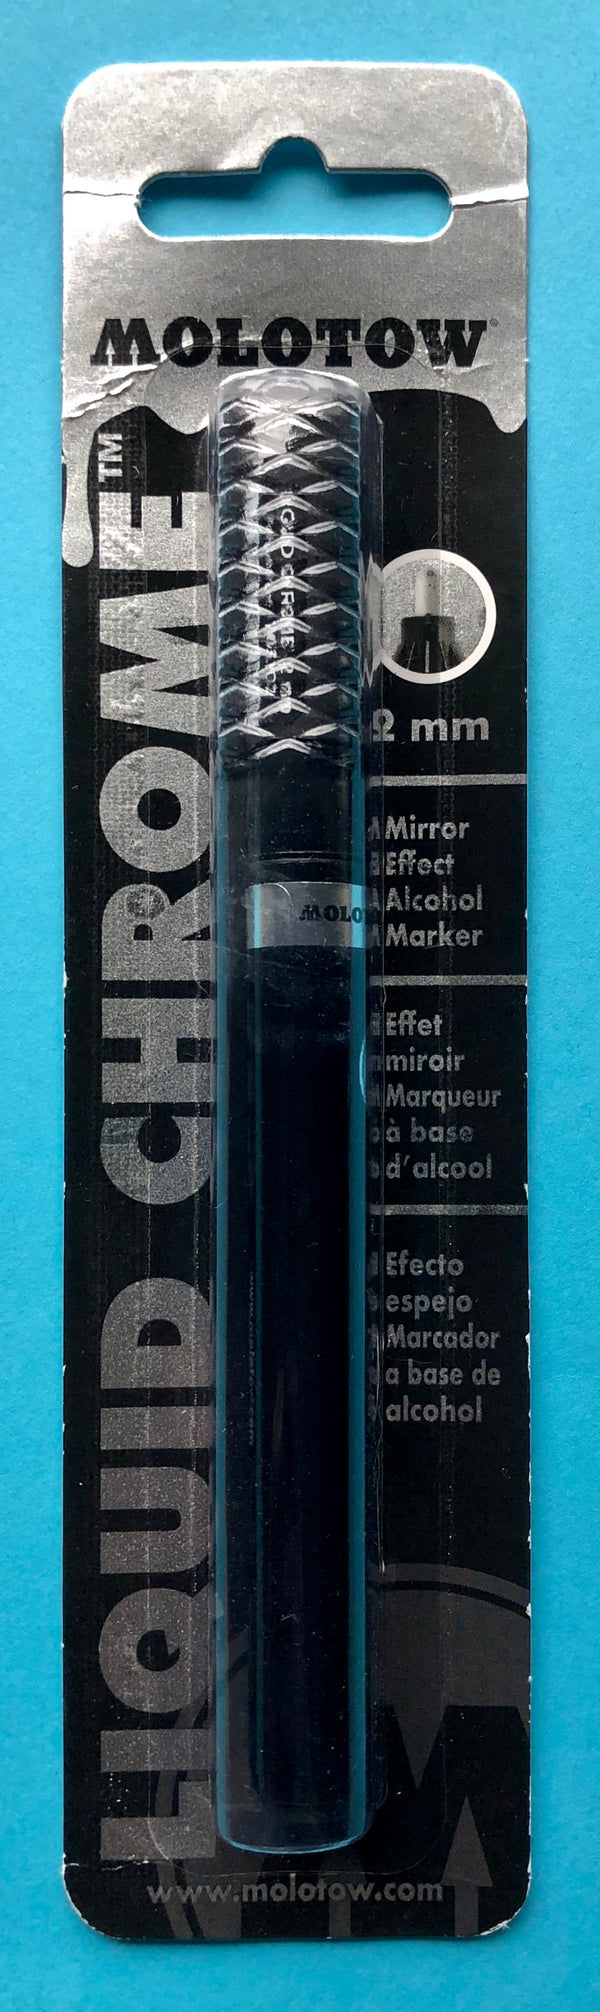 MOLOTOW®
LIQUID CHROME™
2 mm
Mirror
Effect
Alcohol
Marker
Effet
miroir
Marqueur
à base
d'alcool
Efecto
espejo
Marcador
a base de
alcohol
MOLOTO
www.molotow.com